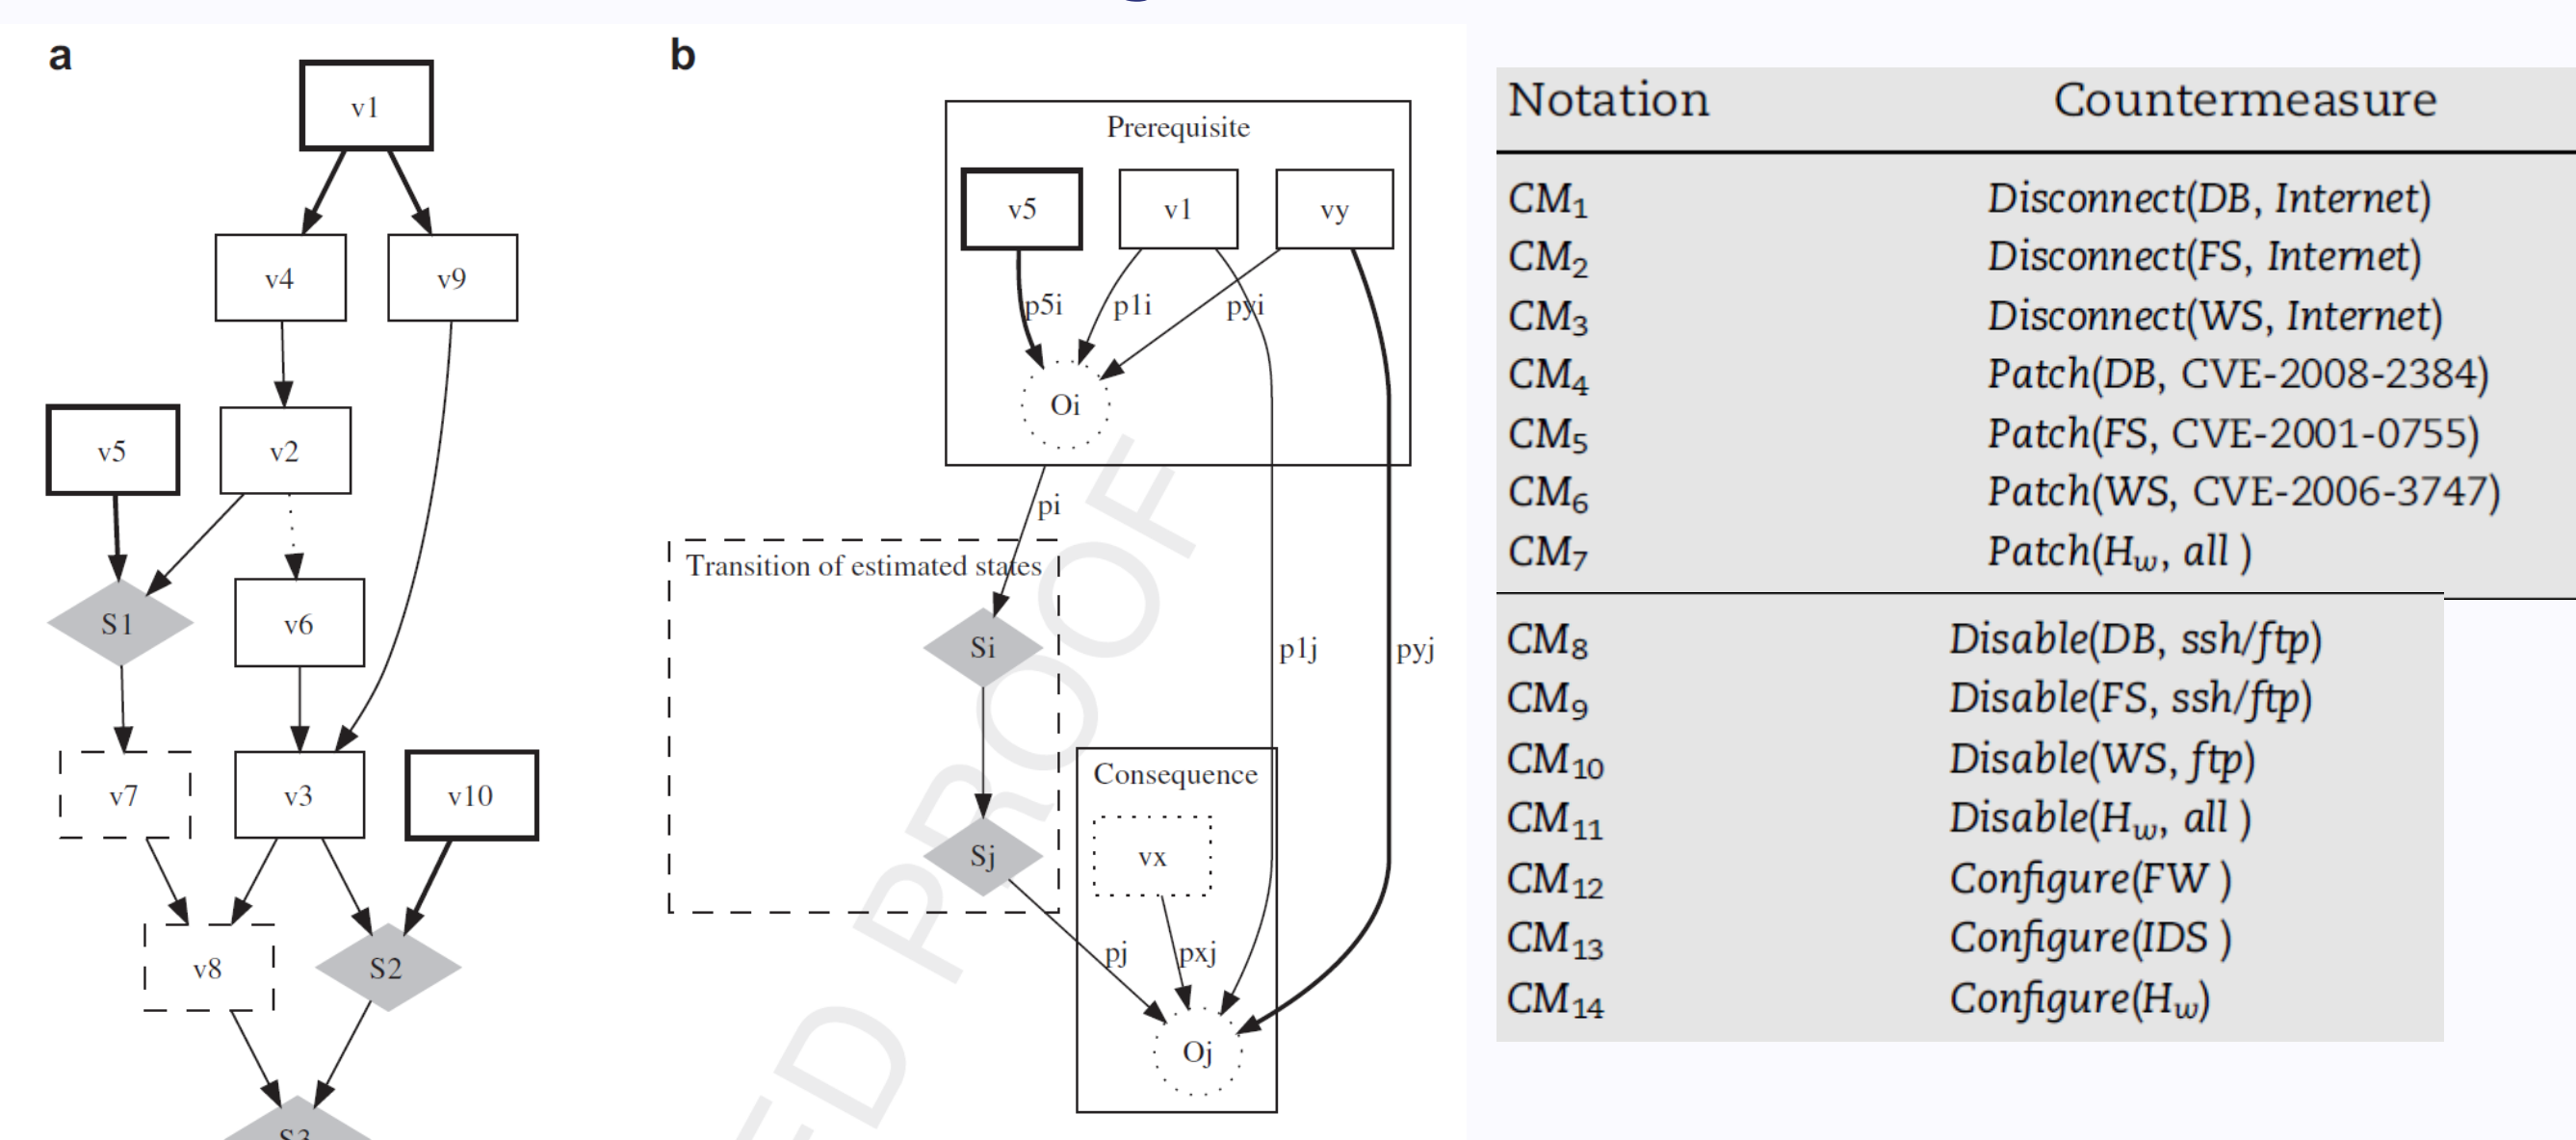 a
v1
v4
v9
v5
v2
S1
v6
v7
v3
v10
v8
S2
S3
b
Prerequisite
v5
v1
vy
p5i
p1i
pyi
Oi
pi
Transition of estimated states
Si
p1j
pyj
Consequence
Sj
vx
pj
pxj
Oj
ED PROOF
Notation Countermeasure
CM1 Disconnect(DB, Internet)
CM2 Disconnect(FS, Internet)
CM3 Disconnect(WS, Internet)
CM4 Patch(DB, CVE-2008-2384)
CM5 Patch(FS, CVE-2001-0755)
CM6 Patch(WS, CVE-2006-3747)
CM7 Patch(Hw, all )
CM8 Disable(DB, ssh/ftp)
CM9 Disable(FS, ssh/ftp)
CM10 Disable(WS, ftp)
CM11 Disable(Hw, all )
CM12 Configure(FW )
CM13 Configure(IDS )
CM14 Configure(Hw)